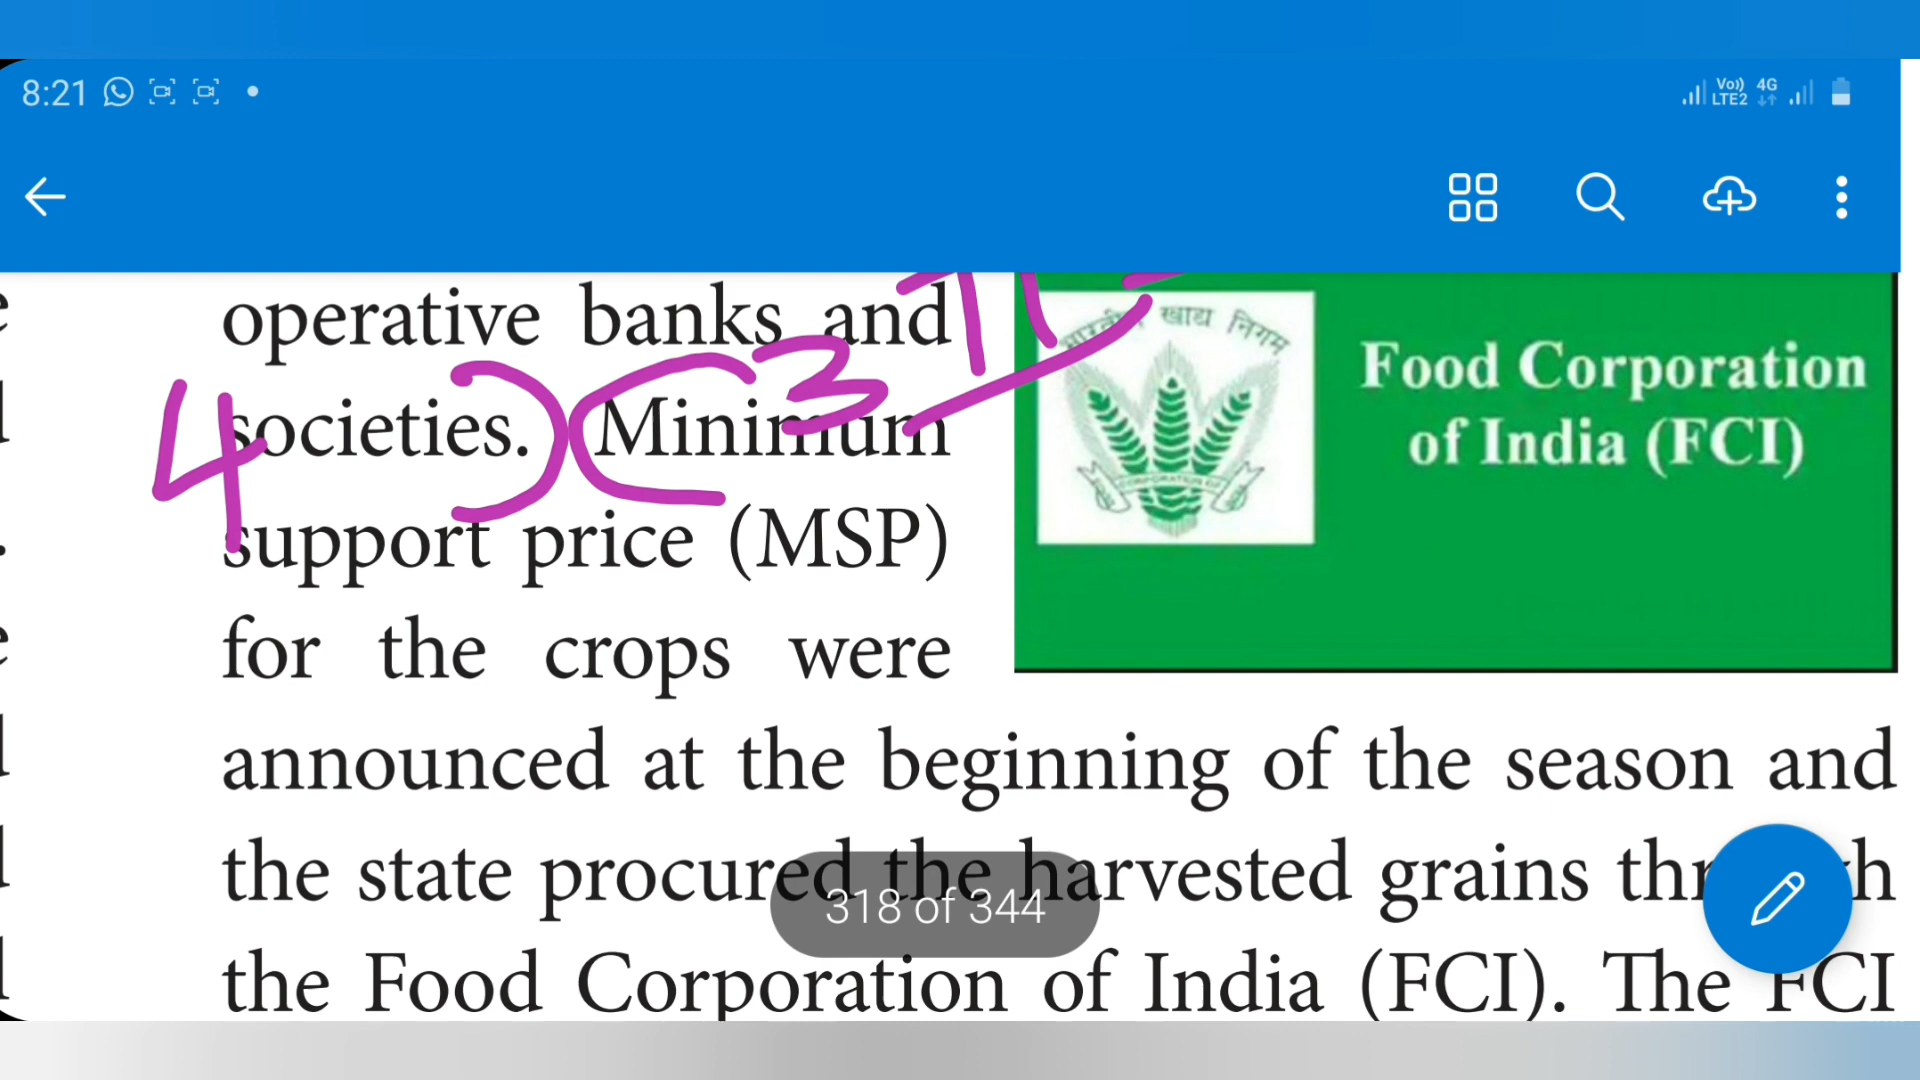 8:21
Vo)) 4G
LTE2
operative banks and
societies. Minimum
support price (MSP)
for the crops were
announced at the beginning of the season and
the state procured the harvested grains
the Food Corporation of India (FCI). The FCI
3
4
भारतीय खाद्य निगम
Food Corporation
of India (FCI)
318 of 344